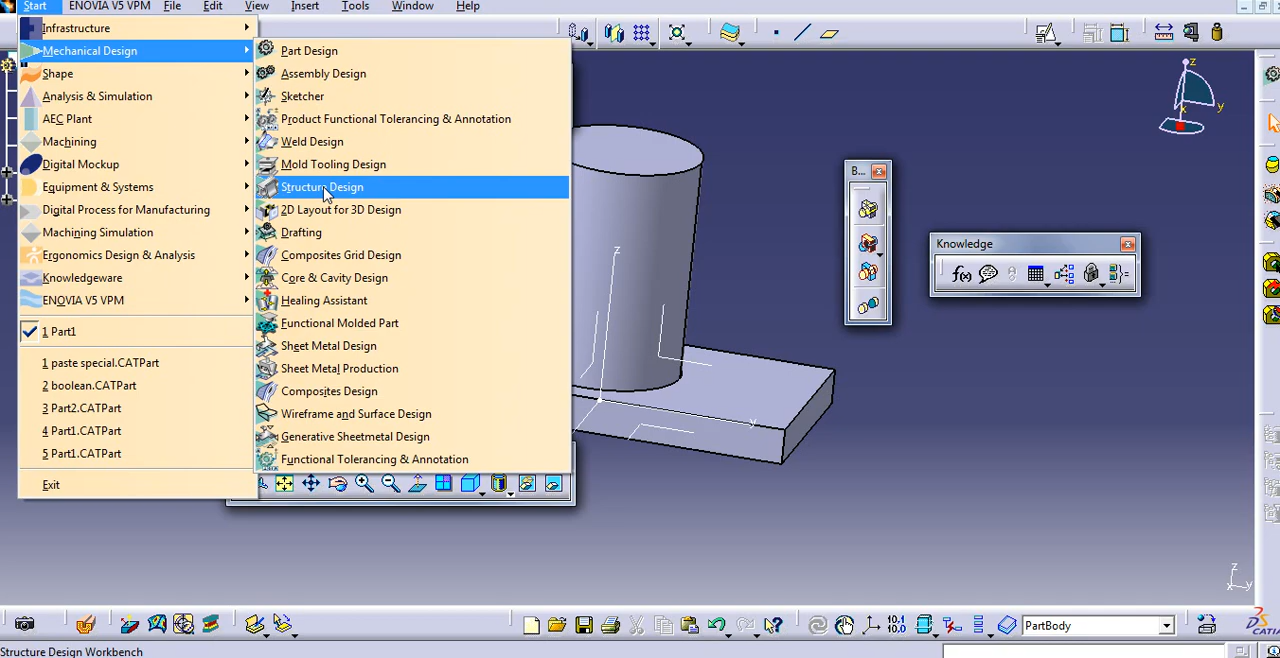 Start ENOVIA V5 VPM File Edit View Insert Tools Window Help
Infrastructure
Mechanical Design
Shape
Analysis & Simulation
AEC Plant
Machining
Digital Mockup
Equipment & Systems
Digital Process for Manufacturing
Machining Simulation
Ergonomics Design & Analysis
Knowledgeware
ENOVIA V5 VPM
1 Part1
1 paste special.CATPart
2 boolean.CATPart
3 Part2.CATPart
4 Part1.CATPart
5 Part1.CATPart
Exit
Part Design
Assembly Design
Sketcher
Product Functional Tolerancing & Annotation
Weld Design
Mold Tooling Design
Structure Design
2D Layout for 3D Design
Drafting
Composites Grid Design
Core & Cavity Design
Healing Assistant
Functional Molded Part
Sheet Metal Design
Sheet Metal Production
Composites Design
Wireframe and Surface Design
Generative Sheetmetal Design
Functional Tolerancing & Annotation
z
y
x
B...
Knowledge
f(x)
z
y
z
y
x
10.1
10.0
PartBody
CATIA
Structure Design Workbench